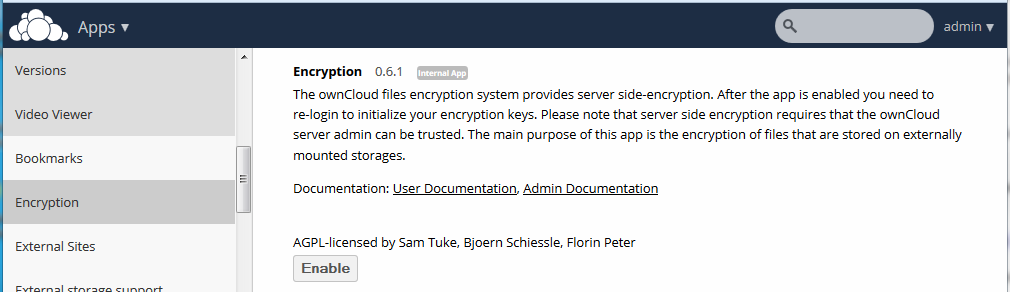 Apps ▾
admin ▾
Versions
Video Viewer
Bookmarks
Encryption
External Sites
External storage support
Encryption 0.6.1 Internal App
The ownCloud files encryption system provides server side-encryption. After the app is enabled you need to
re-login to initialize your encryption keys. Please note that server side encryption requires that the ownCloud
server admin can be trusted. The main purpose of this app is the encryption of files that are stored on externally
mounted storages.
Documentation: User Documentation, Admin Documentation
AGPL-licensed by Sam Tuke, Bjoern Schiessle, Florin Peter
Enable